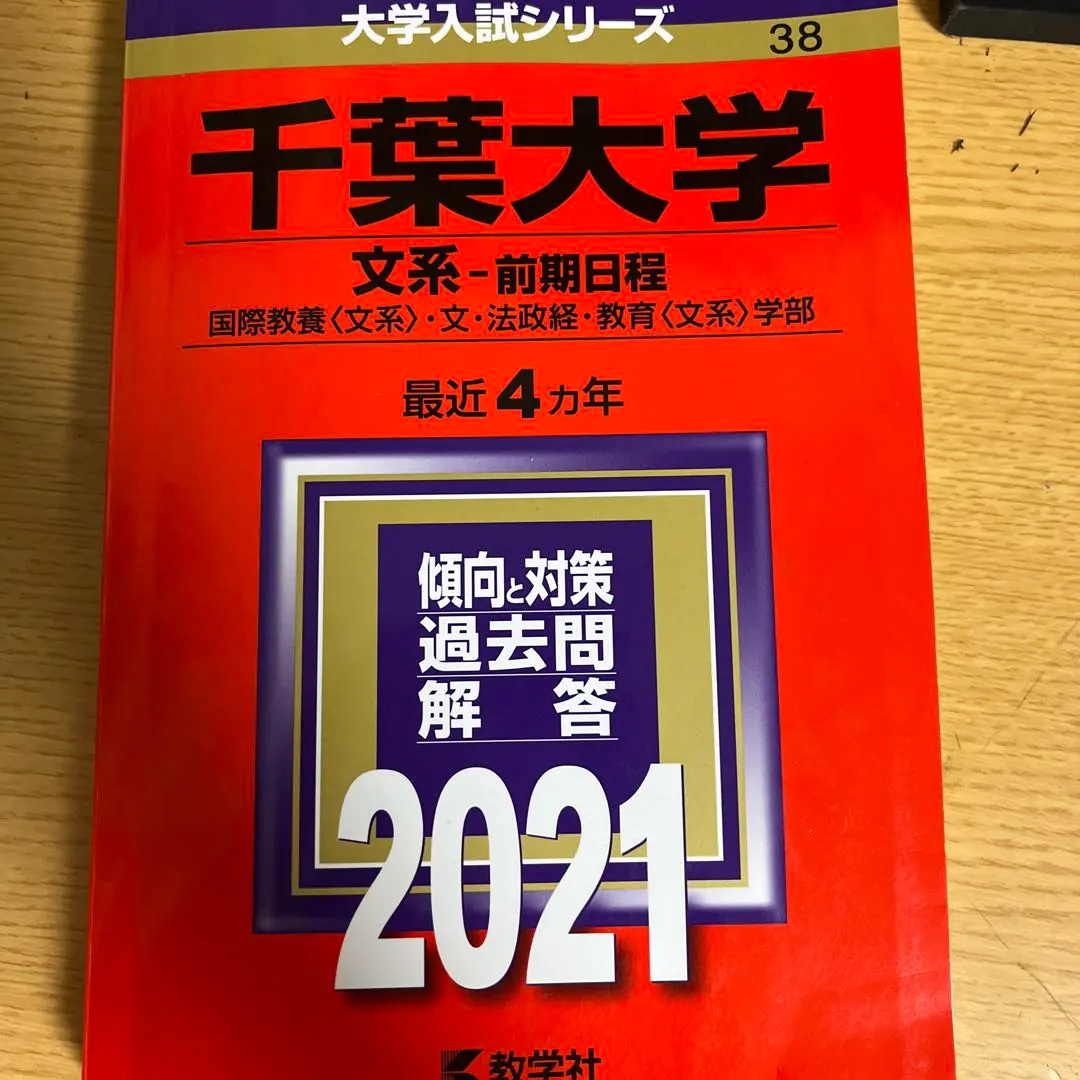 大学入試シリーズ
38
千葉大学
文系-前期日程
国際教養〈文系〉・文・法政経・教育〈文系〉学部
最近4カ年
傾向と対策
過去問
解答
2021
教学社